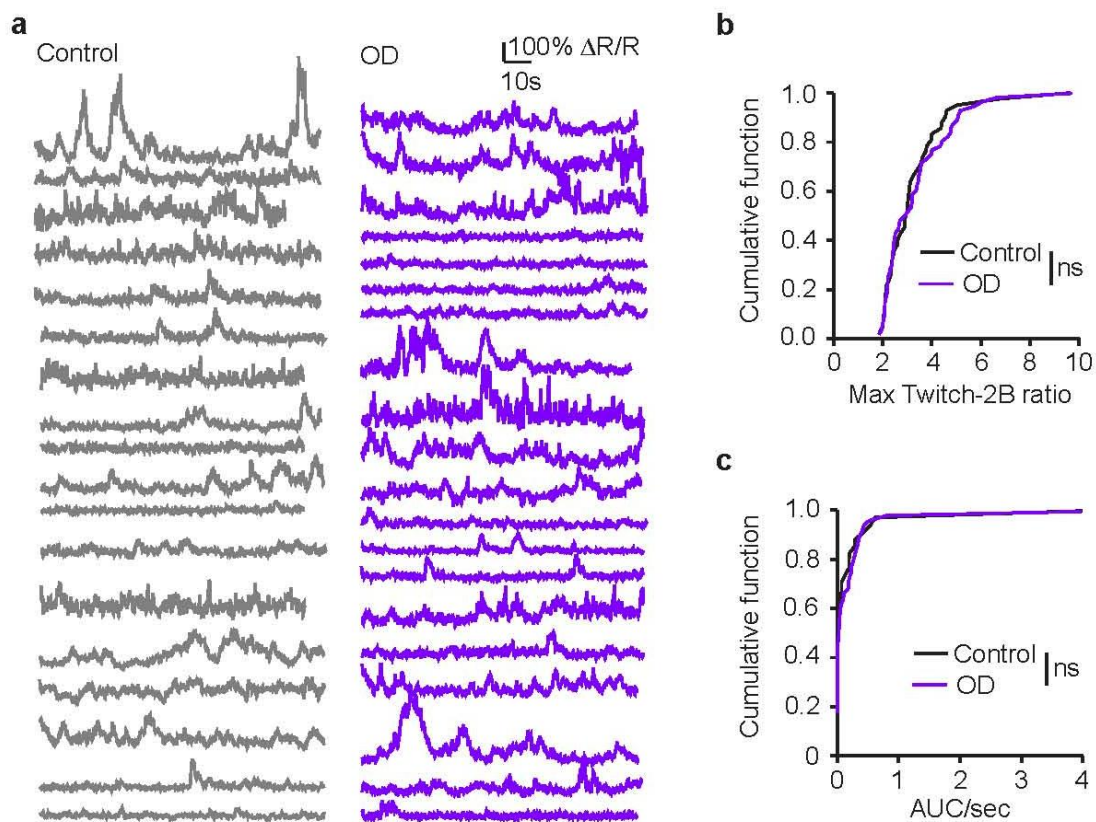 a
Control
OD
100% ΔR/R
10s
b
Cumulative function
1.0
0.8
0.6
0.4
0.2
0.0
0
2
4
6
8
10
Max Twitch-2B ratio
Control
OD
ns
c
Cumulative function
1.0
0.8
0.6
0.4
0.2
0
0
1
2
3
4
AUC/sec
Control
OD
ns